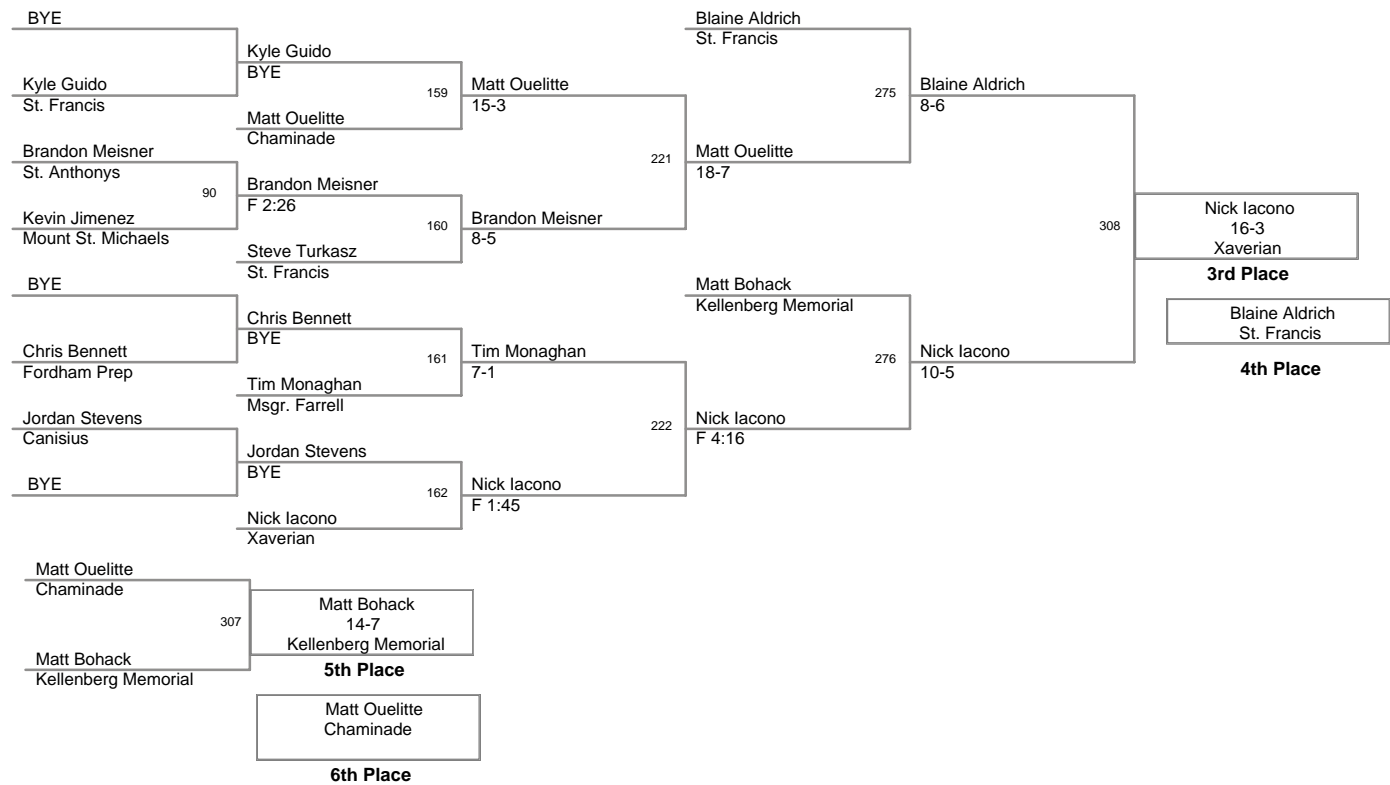 BYE
Kyle Guido
St. Francis
Brandon Meisner
St. Anthonys
90
Kevin Jimenez
Mount St. Michaels
BYE
Chris Bennett
Fordham Prep
Jordan Stevens
Canisius
BYE
Kyle Guido
BYE
159
Matt Ouelitte
Chaminade
Brandon Meisner
F 2:26
160
Steve Turkasz
St. Francis
Chris Bennett
BYE
161
Tim Monaghan
Msgr. Farrell
Jordan Stevens
BYE
162
Nick Iacono
Xaverian
Matt Ouelitte
15-3
221
Brandon Meisner
8-5
Tim Monaghan
7-1
222
Nick Iacono
F 1:45
Blaine Aldrich
St. Francis
275
Matt Ouelitte
18-7
Matt Bohack
Kellenberg Memorial
276
Nick Iacono
F 4:16
Blaine Aldrich
8-6
308
Nick Iacono
10-5
Nick Iacono
16-3
Xaverian
3rd Place
Blaine Aldrich
St. Francis
4th Place
Matt Ouelitte
Chaminade
307
Matt Bohack
Kellenberg Memorial
Matt Bohack
14-7
Kellenberg Memorial
5th Place
Matt Ouelitte
Chaminade
6th Place